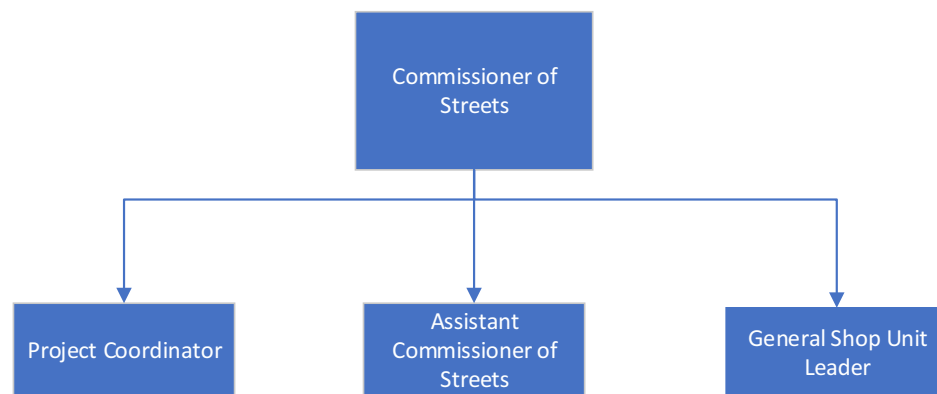 Commissioner of
Streets
Project Coordinator
Assistant
Commissioner of
Streets
General Shop Unit
Leader